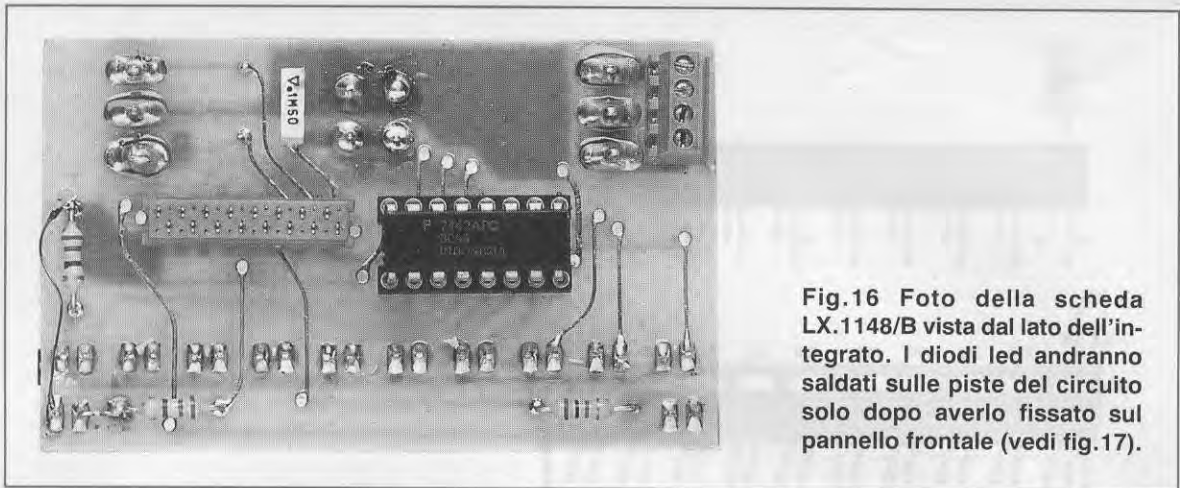 .1M50
Fig.16 Foto della scheda
LX.1148/B vista dal lato dell'in-
tegrato. I diodi led andranno
saldati sulle piste del circuito
solo dopo averlo fissato sul
pannello frontale (vedi fig.17).